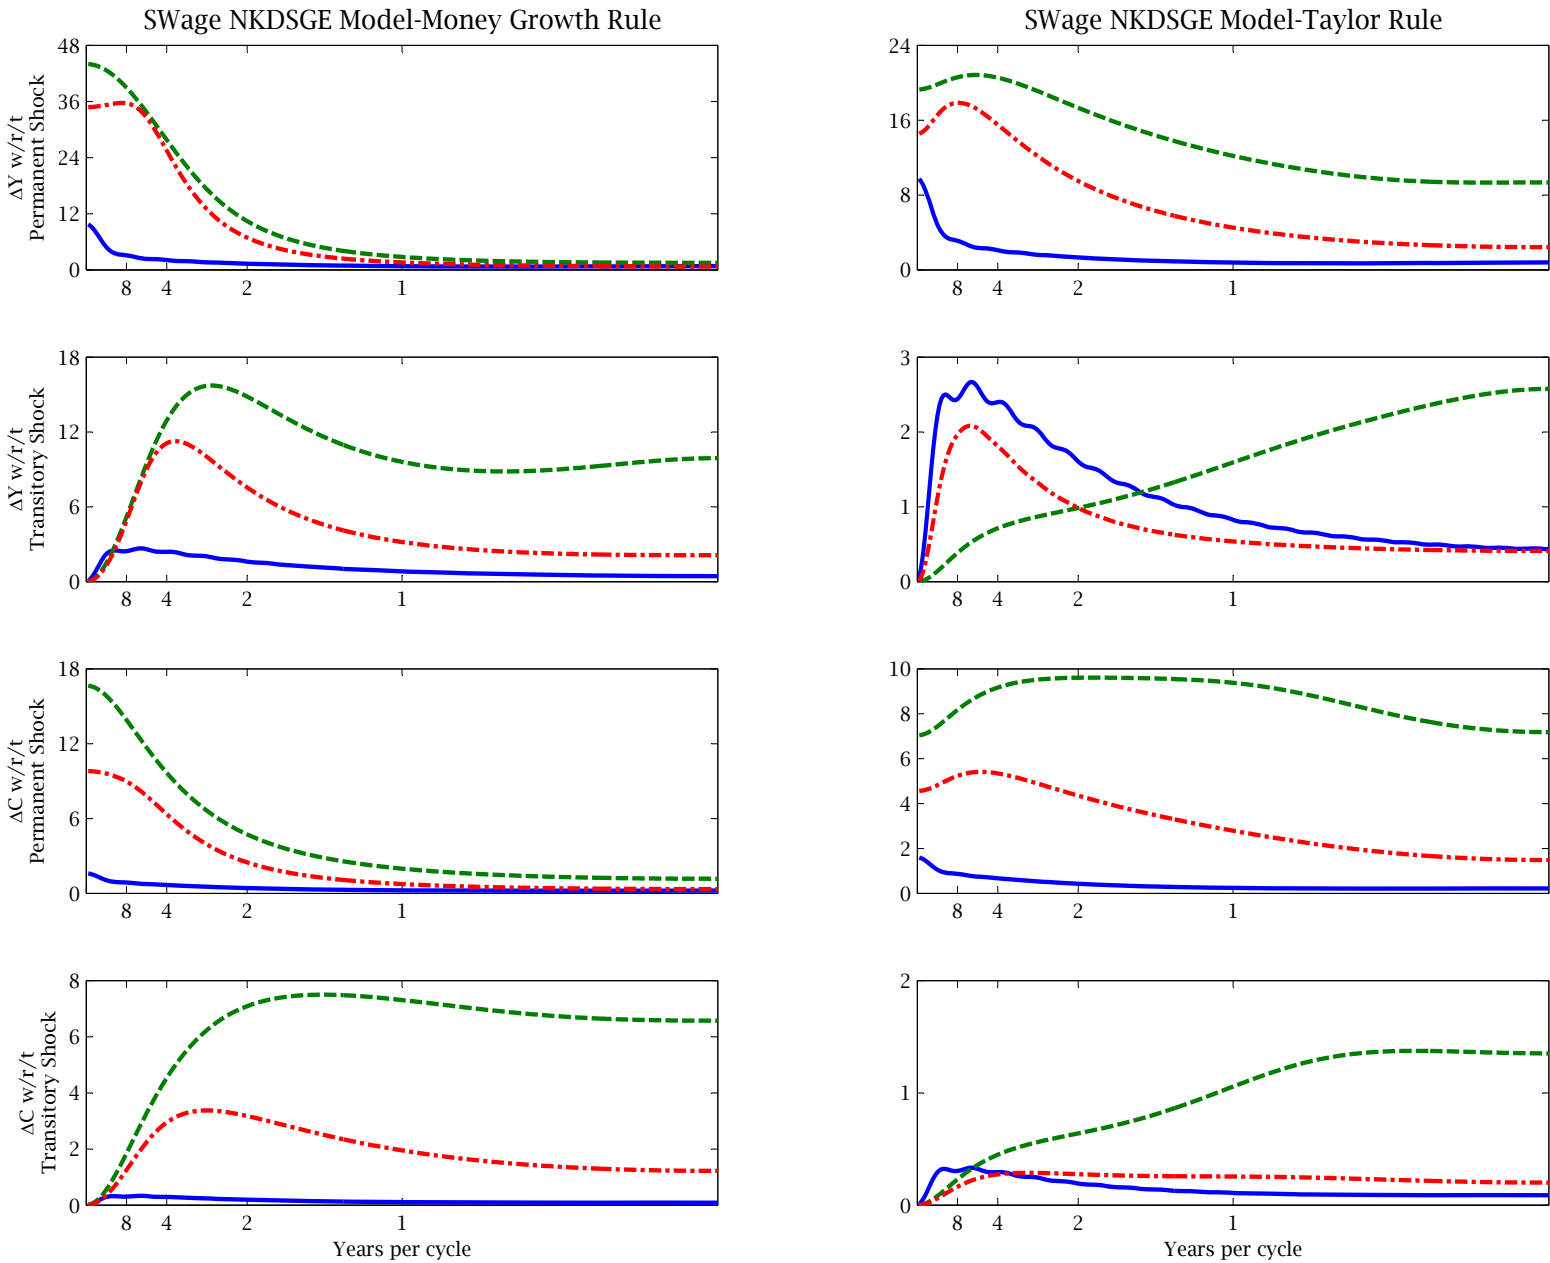 SWage NKDSGE Model-Money Growth Rule
SWage NKDSGE Model-Taylor Rule
ΔY w/r/t
Permanent Shock
48
36
24
12
0
8 4 2 1
24
16
8
0
8 4 2 1
ΔY w/r/t
Transitory Shock
18
12
6
0
8 4 2 1
3
2
1
0
8 4 2 1
ΔC w/r/t
Permanent Shock
18
12
6
0
8 4 2 1
10
8
6
4
2
0
8 4 2 1
ΔC w/r/t
Transitory Shock
8
6
4
2
0
8 4 2 1
Years per cycle
2
1
0
8 4 2 1
Years per cycle